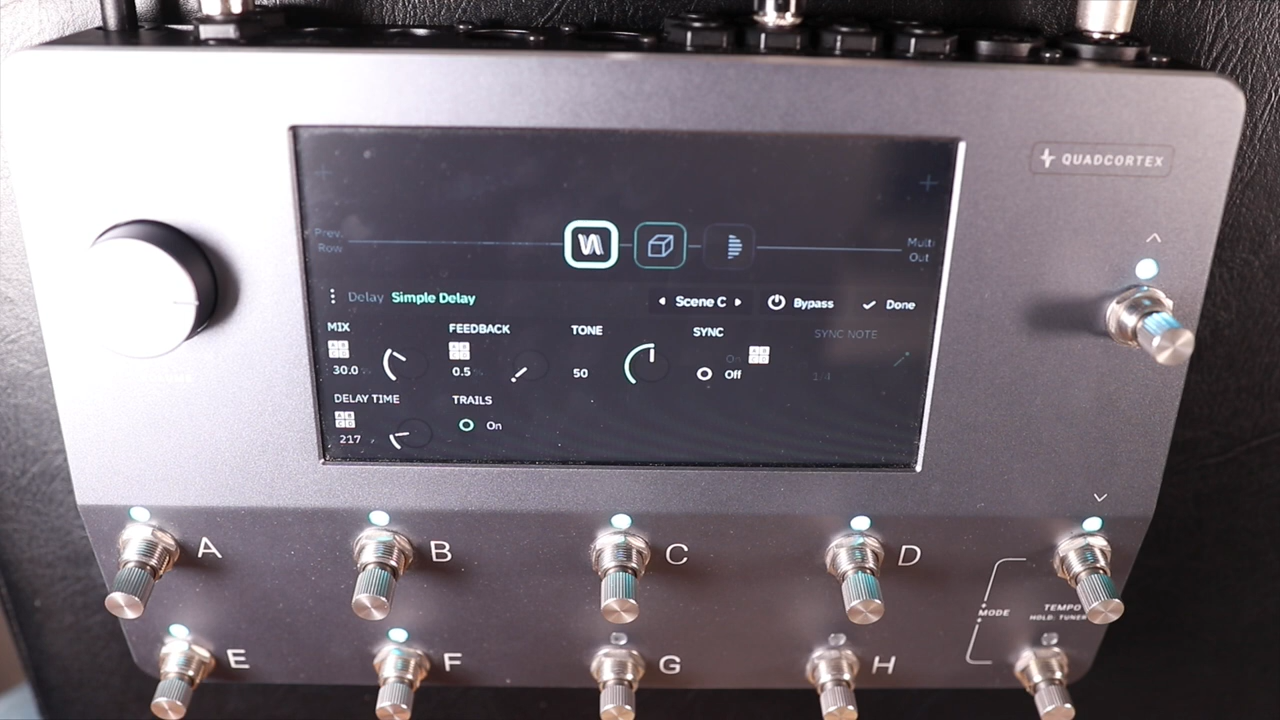 QUADCORTEX
Prev.
Row
Multi
Out
Delay Simple Delay
Scene C
Bypass
Done
MIX
FEEDBACK
TONE
SYNC
SYNC NOTE
A B
C D
A B
C D
On
A B
C D
30.0 %
0.5 %
50
Off
1/4
DELAY TIME
TRAILS
A B
C D
217
On
A
B
C
D
MODE
TEMPO
HOLD: TUNER
E
F
G
H